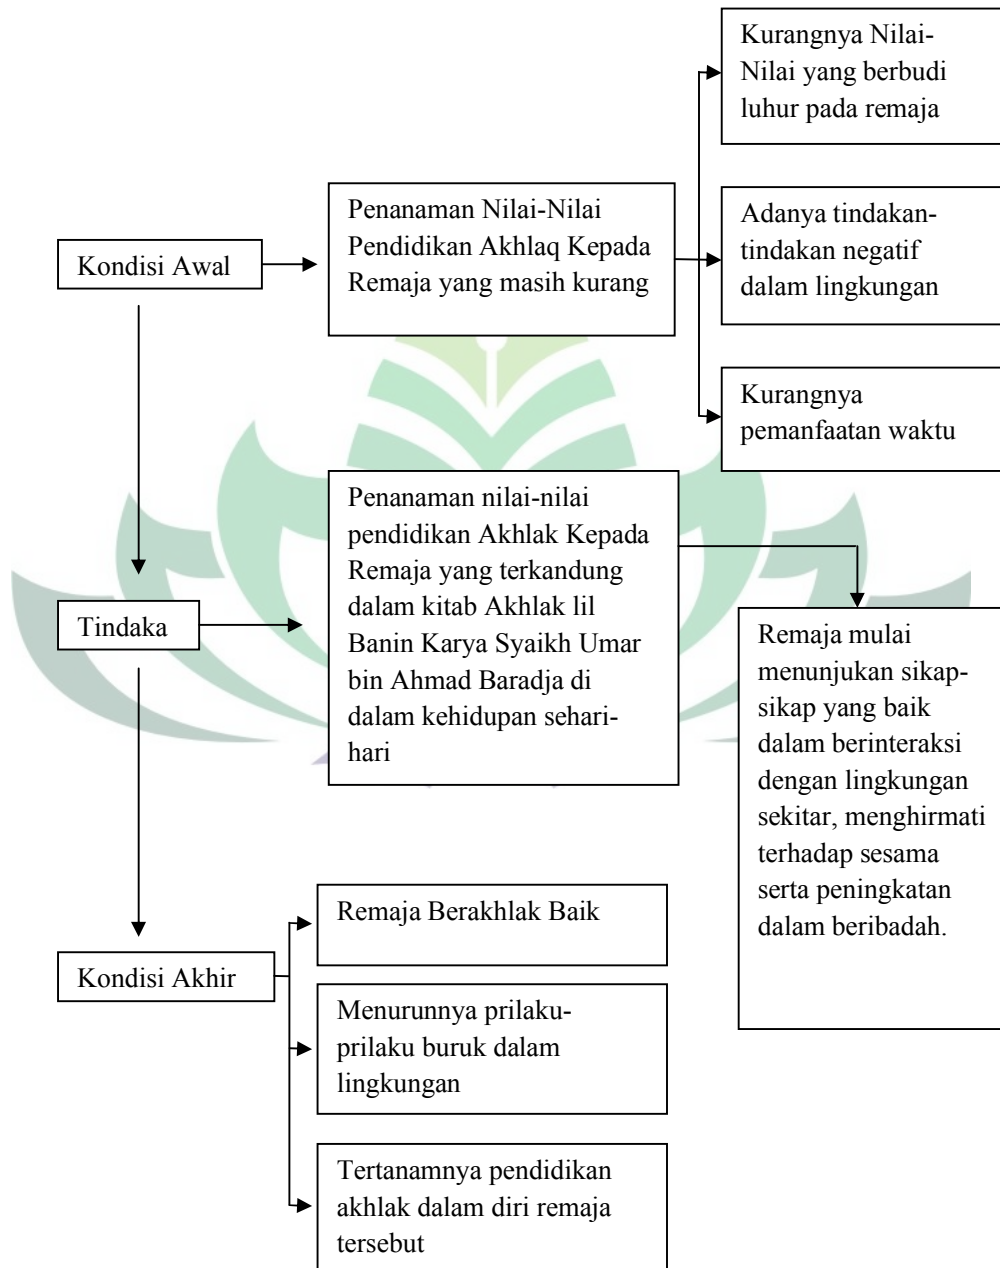 Kurangnya Nilai-
Nilai yang berbudi
luhur pada remaja
Penanaman Nilai-Nilai
Pendidikan Akhlaq Kepada
Remaja yang masih kurang
Adanya tindakan-
tindakan negatif
dalam lingkungan
Kondisi Awal
Kurangnya
pemanfaatan waktu
Penanaman nilai-nilai
pendidikan Akhlak Kepada
Remaja yang terkandung
dalam kitab Akhlak lil
Banin Karya Syaikh Umar
bin Ahmad Baradja di
dalam kehidupan sehari-
hari
Tindaka
Remaja mulai
menunjukan sikap-
sikap yang baik
dalam berinteraksi
dengan lingkungan
sekitar, menghirmati
terhadap sesama
serta peningkatan
dalam beribadah.
Remaja Berakhlak Baik
Kondisi Akhir
Menurunnya prilaku-
prilaku buruk dalam
lingkungan
Tertanamnya pendidikan
akhlak dalam diri remaja
tersebut